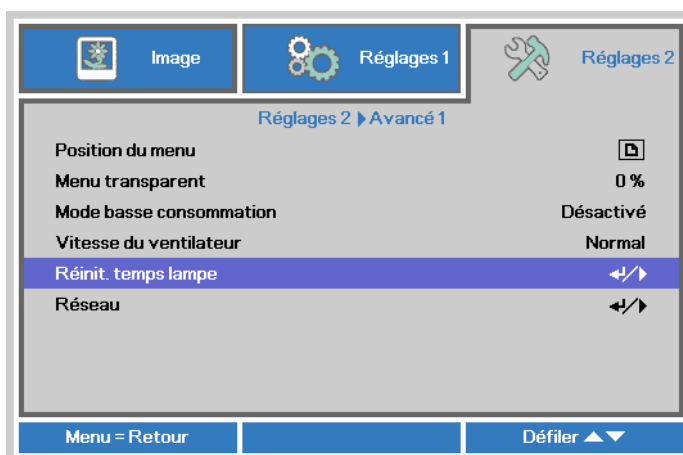 Image
Réglages 1
Réglages 2
Réglages 2 Avancé 1
Position du menu
Menu transparent 0 %
Mode basse consommation Désactivé
Vitesse du ventilateur Normal
Réinit. temps lampe
Réseau
Menu = Retour
Défiler